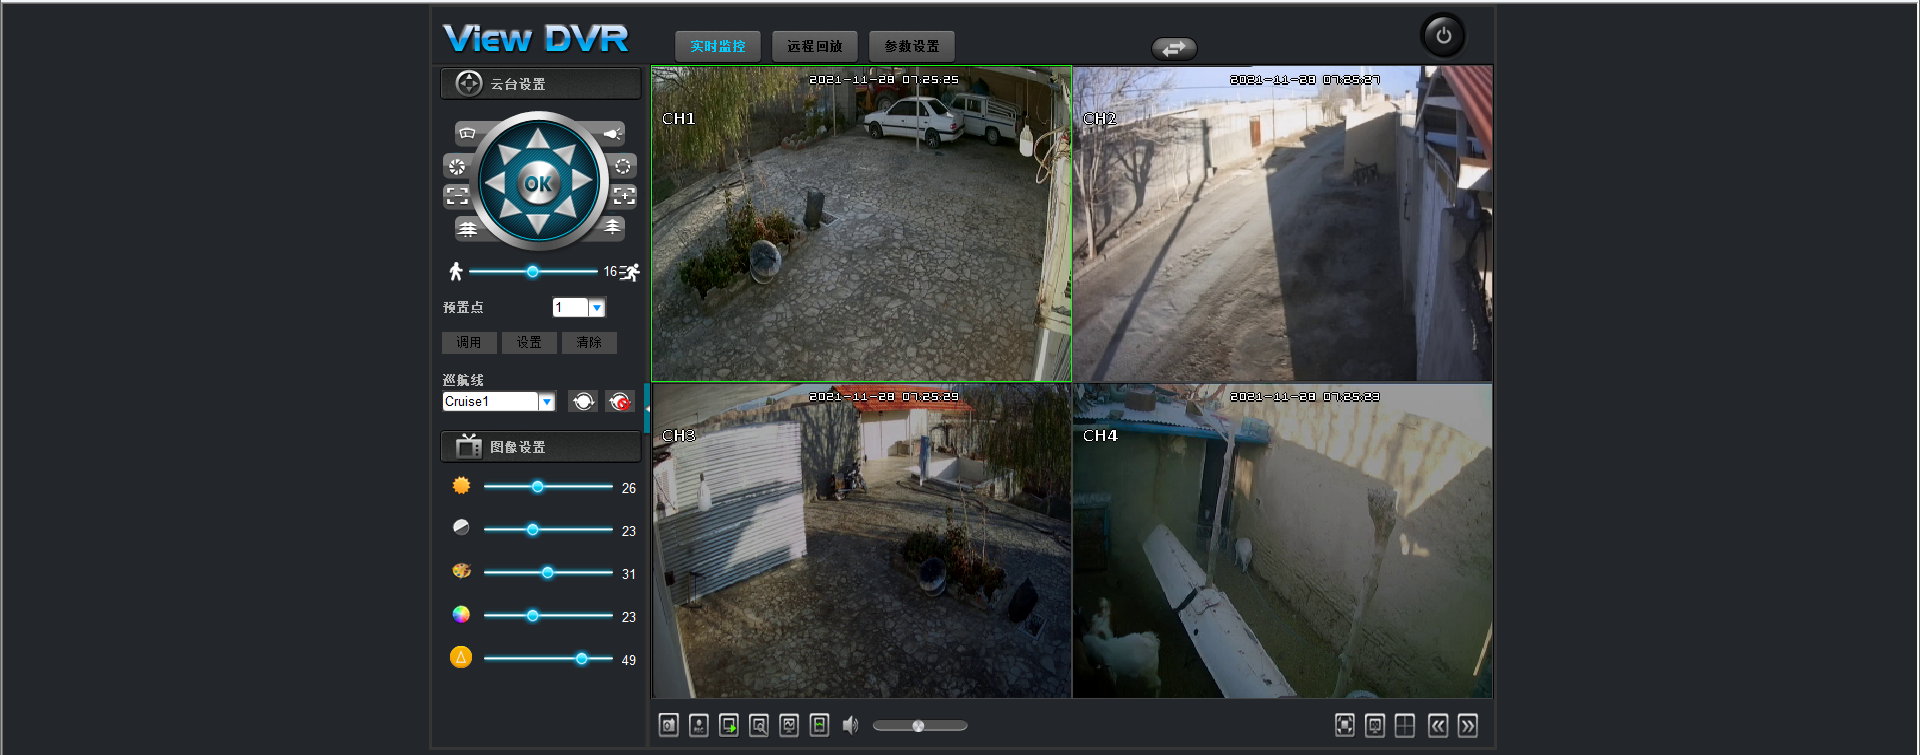 View DVR
实时监控
远程回放
参数设置
云台设置
OK
16
预置点
1
调用
设置
清除
巡航线
Cruise1
图像设置
26
23
31
23
49
2021-11-28 07:25:25
CH1
2021-11-28 07:25:27
CH2
2021-11-28 07:25:29
CH3
2021-11-28 07:25:23
CH4
REC